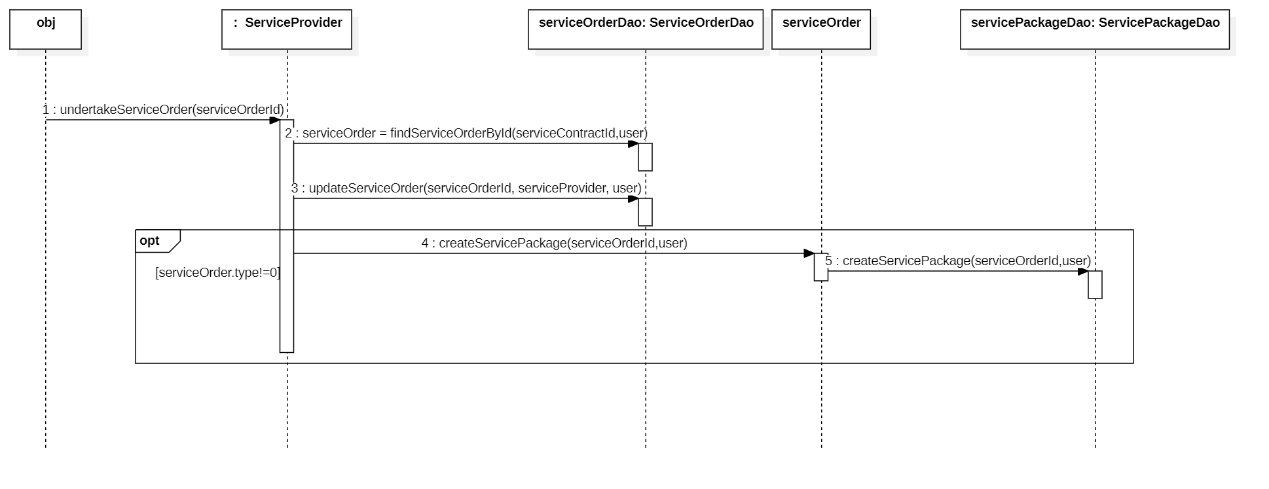 obj
: ServiceProvider
serviceOrderDao: ServiceOrderDao
serviceOrder
servicePackageDao: ServicePackageDao
1 : undertakeServiceOrder(serviceOrderId)
2 : serviceOrder = findServiceOrderById(serviceContractId,user)
3 : updateServiceOrder(serviceOrderId, serviceProvider, user)
opt
4 : createServicePackage(serviceOrderId,user)
5 : createServicePackage(serviceOrderId,user)
[serviceOrder.type!=0]